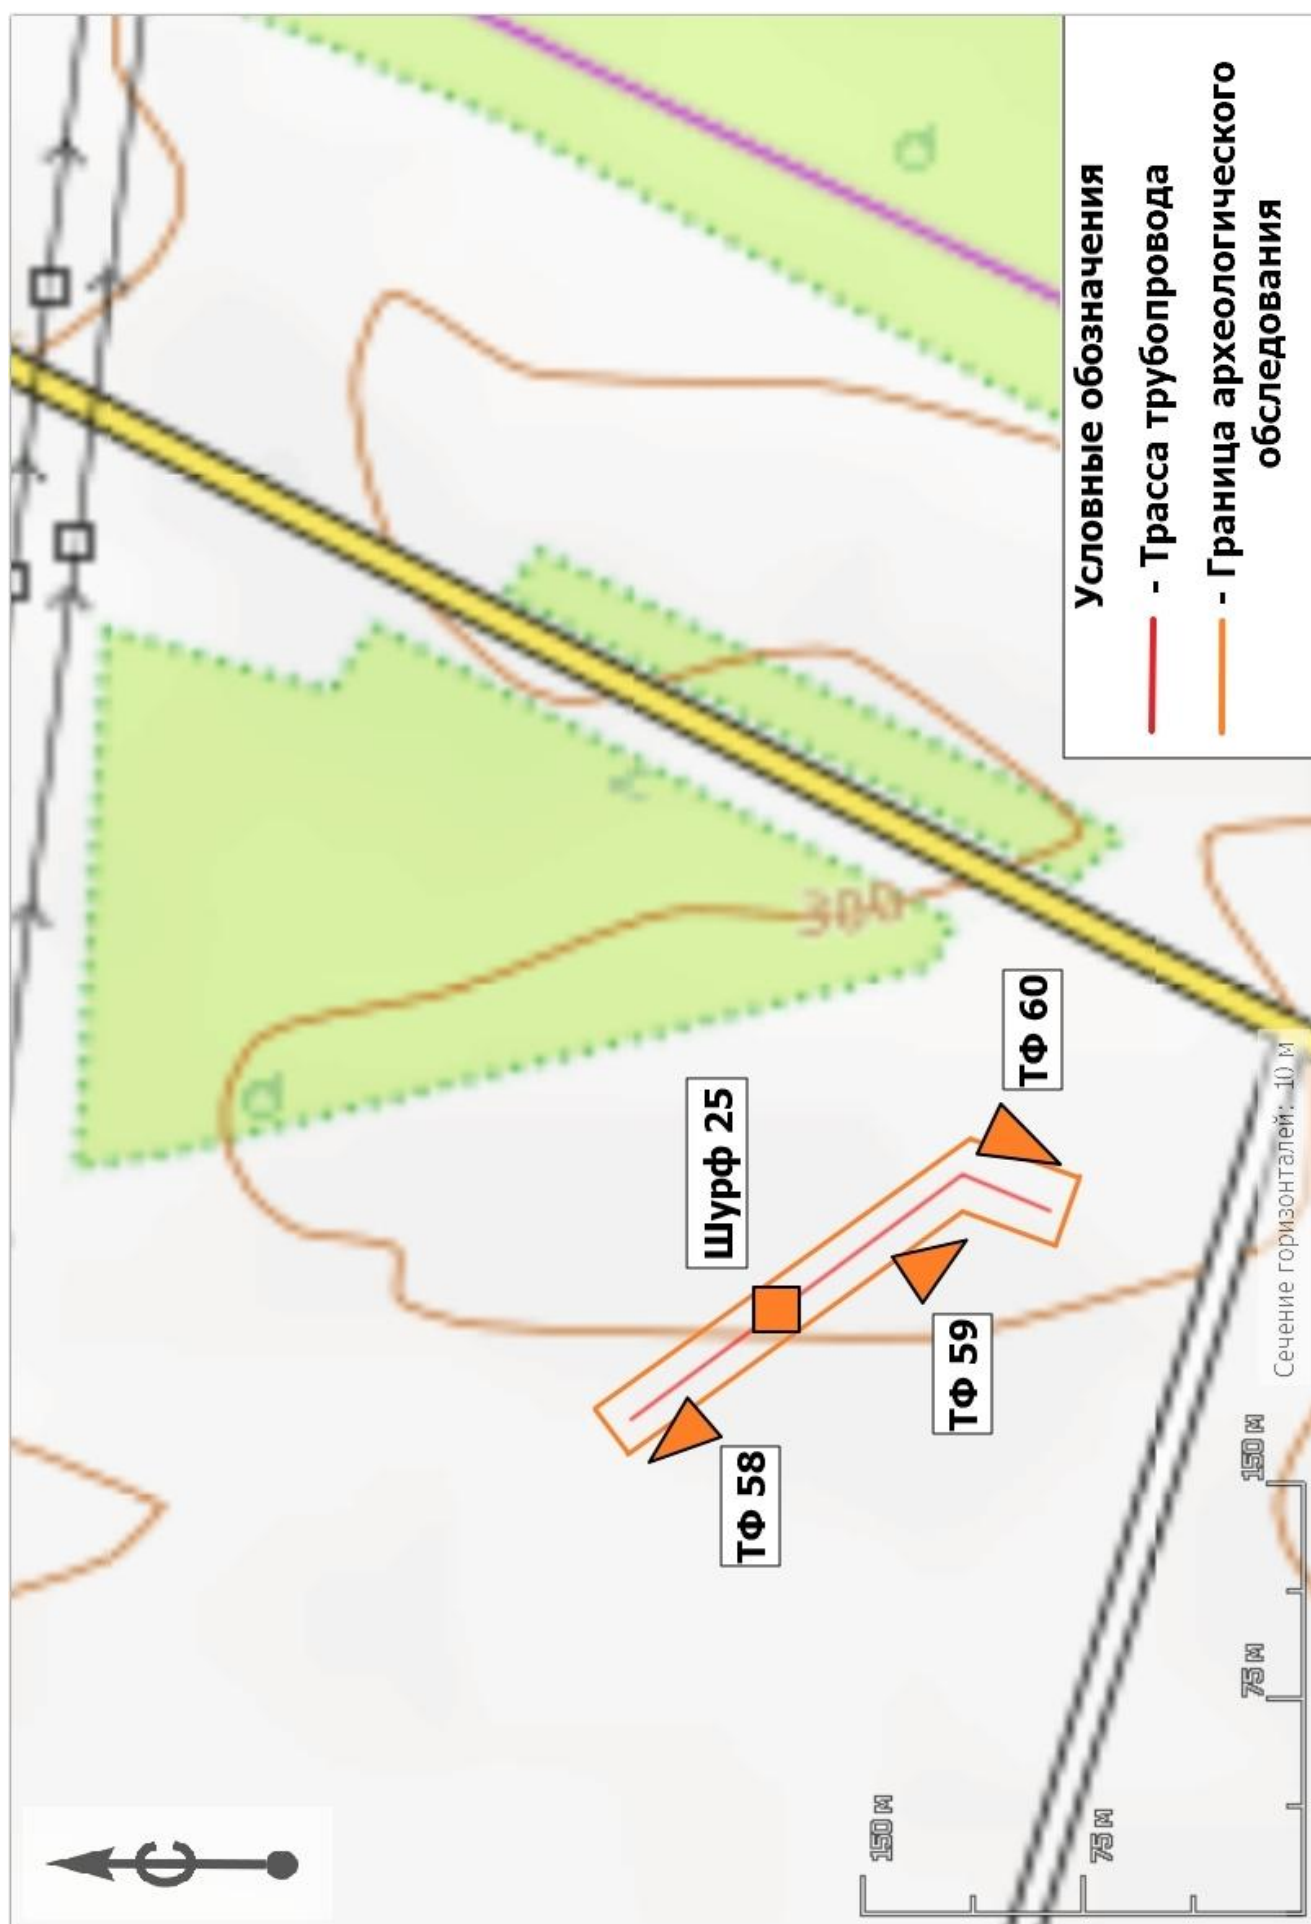 С
300
Шурф 25
ТФ 60
ТФ 59
ТФ 58
Условные обозначения
- Трасса трубопровода
- Граница археологического
обследования
Сечение горизонталей: 10 м
150 м
75 м
75 м
150 м